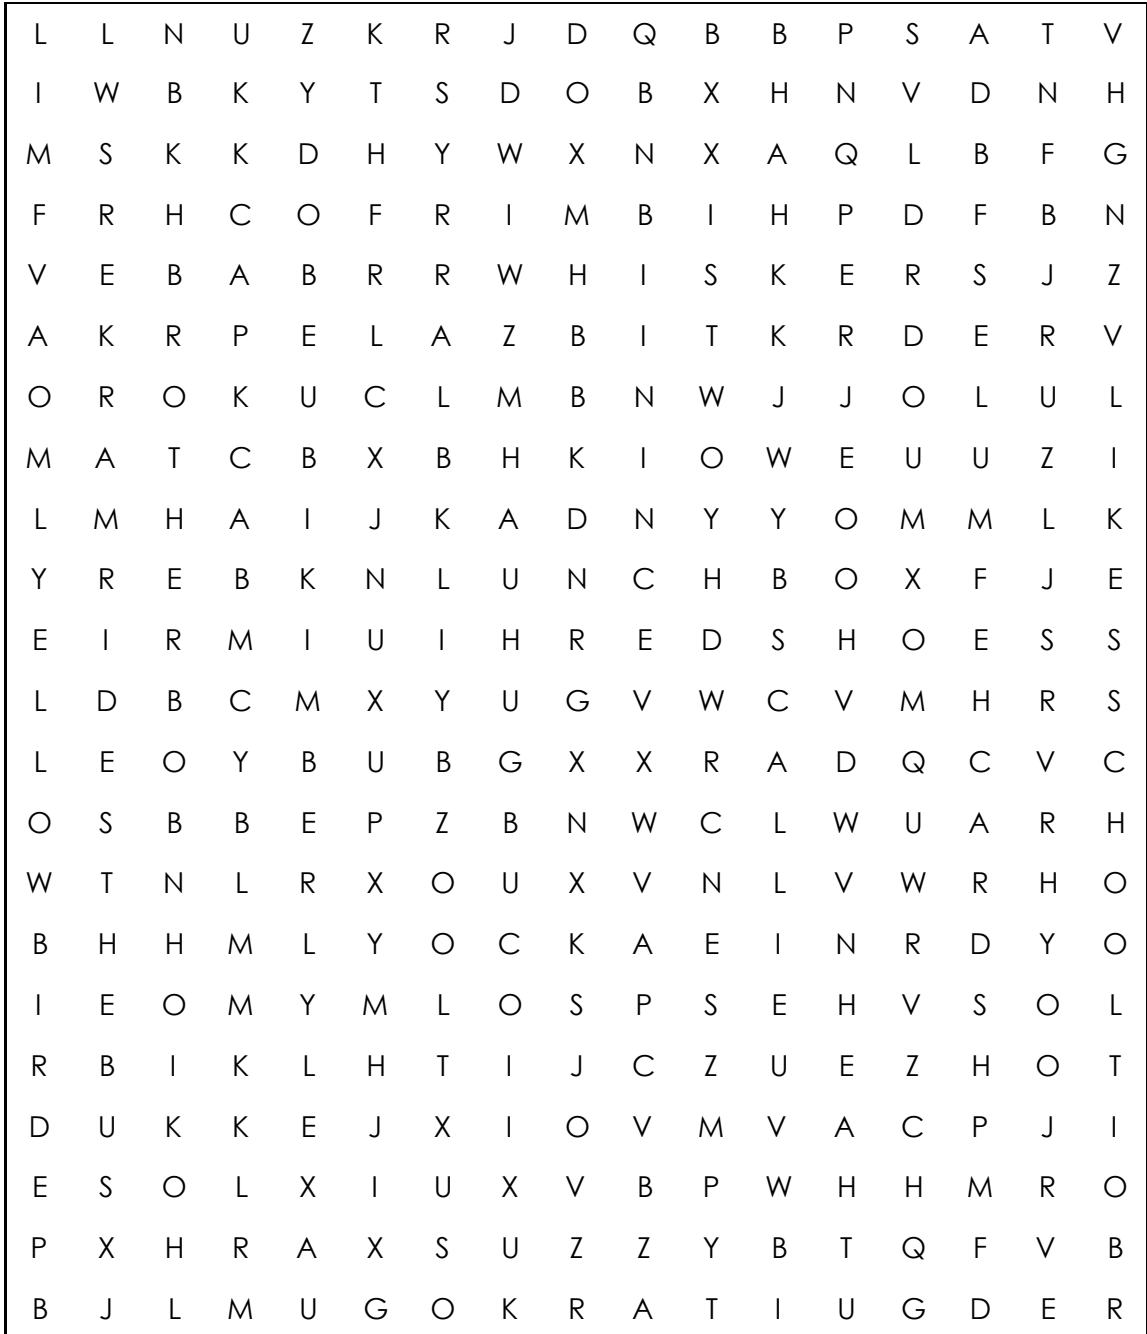 L L N U Z K R J D Q B B P S A T V
I W B K Y T S D O B X H N V D N H
M S K K D H Y W X N X A Q L B F G
F R H C O F R I M B I H P D F B N
V E B A B R R W H I S K E R S J Z
A K R P E L A Z B I T K R D E R V
O R O K U C L M B N W J J O L U L
M A T C B X B H K I O W E U U Z I
L M H A I J K A D N Y Y O M M L K
Y R E B K N L U N C H B O X F J E
E I R M I U I H R E D S H O E S S
L D B C M X Y U G V W C V M H R S
L E O Y B U B G X X R A D Q C V C
O S B B E P Z B N W C L W U A R H
W T N L R X O U X V N L V W R H O
B H H M L Y O C K A E I N R D Y O
I E O M Y M L O S P S E H V S O L
R B I K L H T I J C Z U E Z H O T
D U K K E J X I O V M V A C P J I
E S O L X I U X V B P W H H M R O
P X H R A X S U Z Z Y B T Q F V B
B J L M U G O K R A T I U G D E R